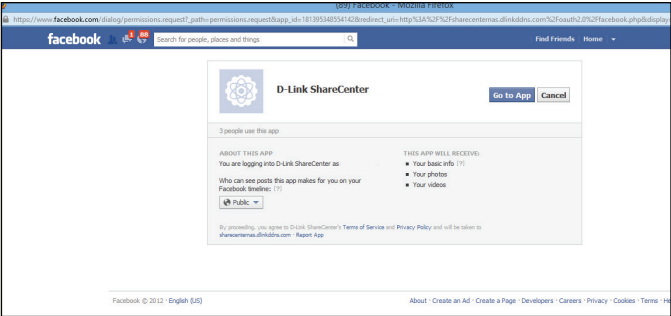 (89) Facebook - Mozilla Firefox
https://www.facebook.com/dialog/permissions.request?_path=permissions.request&app_id=181395348554142&redirect_uri=http%3A%2F%2Fsharecenternas.dlinkddns.com%2Foauth2.0%2Ffacebook.php&display
facebook 1 88 Search for people, places and things Find Friends Home
D-Link ShareCenter
Go to App Cancel
3 people use this app
ABOUT THIS APP
You are logging into D-Link ShareCenter as
Who can see posts this app makes for you on your
Facebook timeline: [?]
Public
THIS APP WILL RECEIVE:
Your basic info [?]
Your photos
Your videos
By proceeding, you agree to D-Link ShareCenter's Terms of Service and Privacy Policy and will be taken to
sharecenternas.dlinkddns.com · Report App
Facebook © 2012 · English (US) About · Create an Ad · Create a Page · Developers · Careers · Privacy · Cookies · Terms · He